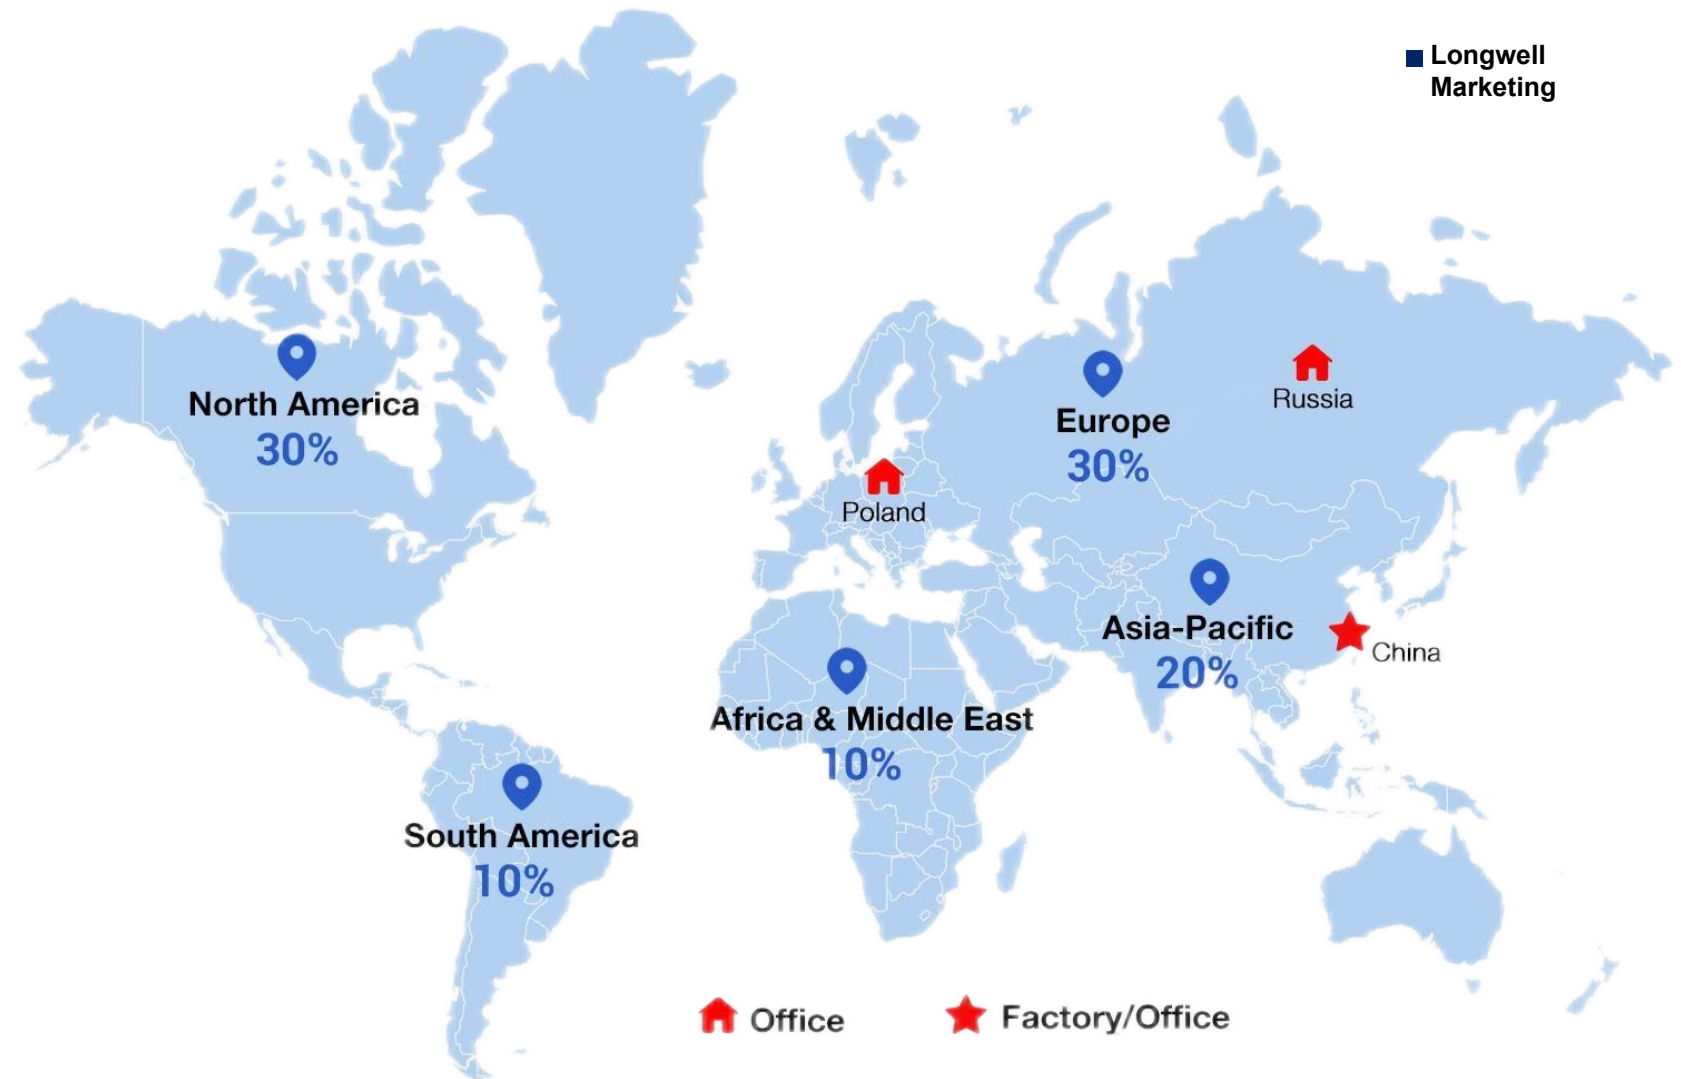 Longwell
Marketing
North America
30%
Europe
30%
Russia
Poland
Asia-Pacific
20%
China
Africa & Middle East
10%
South America
10%
Office
Factory/Office